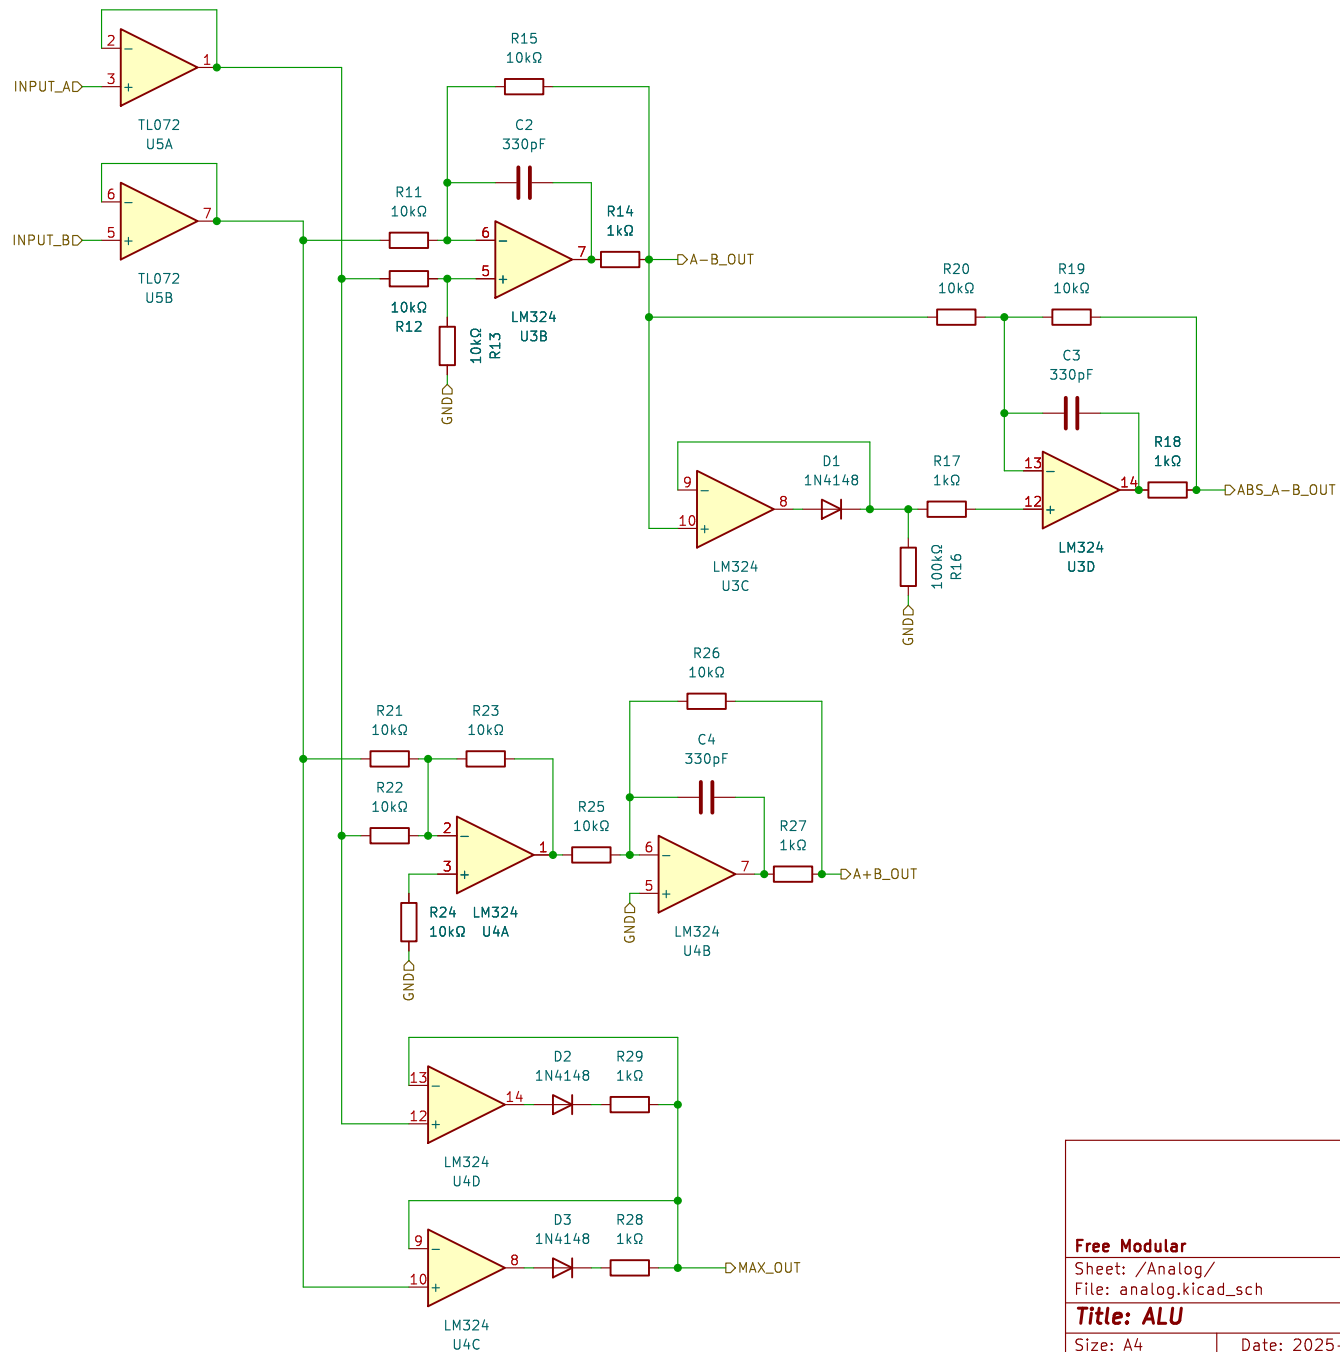 INPUT_A
2
3
1
TL072
U5A
INPUT_B
6
5
7
TL072
U5B
R15
10kΩ
C2
330pF
R11
10kΩ
10kΩ
R12
10kΩ
R13
GND
6
5
7
LM324
U3B
R14
1kΩ
A-B_OUT
R20
10kΩ
R19
10kΩ
C3
330pF
9
10
8
LM324
U3C
D1
1N4148
R17
1kΩ
100kΩ
R16
GND
13
12
14
LM324
U3D
R18
1kΩ
ABS_A-B_OUT
R21
10kΩ
R23
10kΩ
R22
10kΩ
2
3
1
R24
10kΩ
LM324
U4A
GND
R26
10kΩ
C4
330pF
R25
10kΩ
6
5
7
GND
LM324
U4B
R27
1kΩ
A+B_OUT
13
12
14
LM324
U4D
D2
1N4148
R29
1kΩ
9
10
8
LM324
U4C
D3
1N4148
R28
1kΩ
MAX_OUT
Free Modular
Sheet: /Analog/
File: analog.kicad_sch
Title: ALU
Size: A4
Date: 2025-